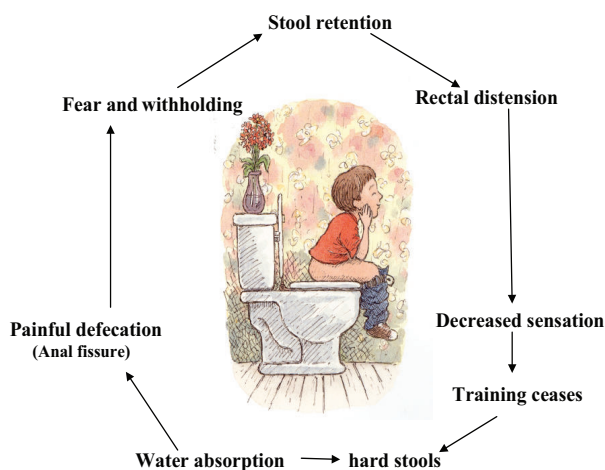 Stool retention
Fear and withholding
Rectal distension
Painful defecation
(Anal fissure)
Decreased sensation
Training ceases
Water absorption
hard stools